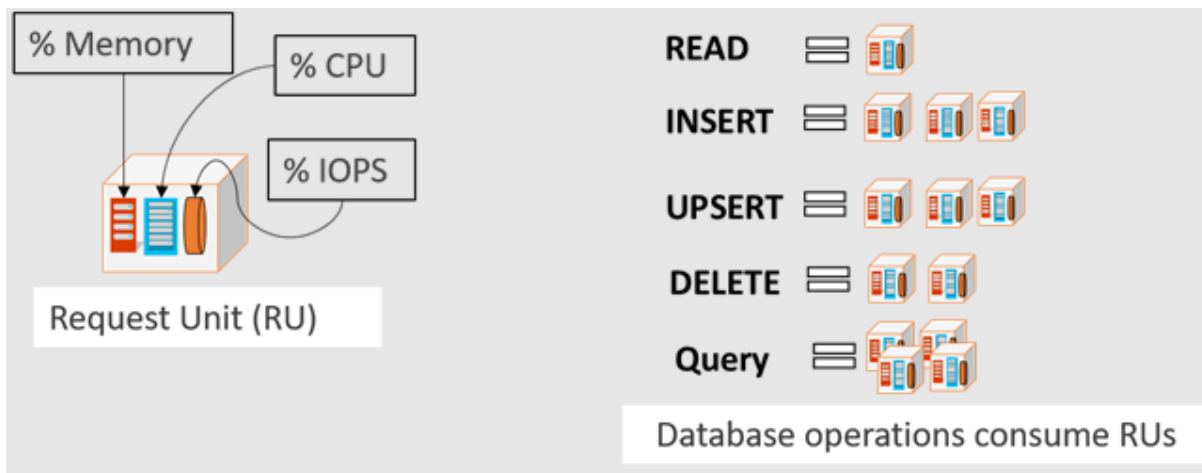 % Memory
% CPU
% IOPS
Request Unit (RU)
READ
INSERT
UPSERT
DELETE
Query
Database operations consume RUs